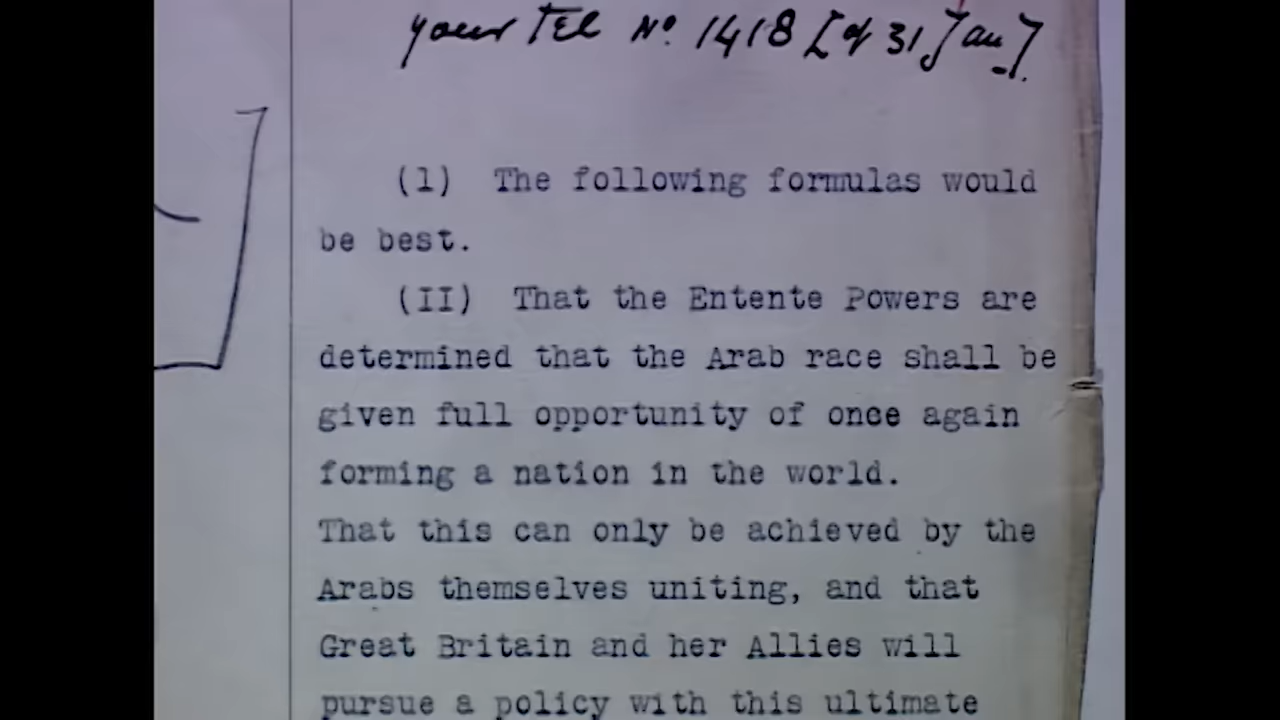 your Tel No. 1418 [of 31 Jan].
(1) The following formulas would
be best.
(II) That the Entente Powers are
determined that the Arab race shall be
given full opportunity of once again
forming a nation in the world.
That this can only be achieved by the
Arabs themselves uniting, and that
Great Britain and her Allies will
pursue a policy with this ultimate